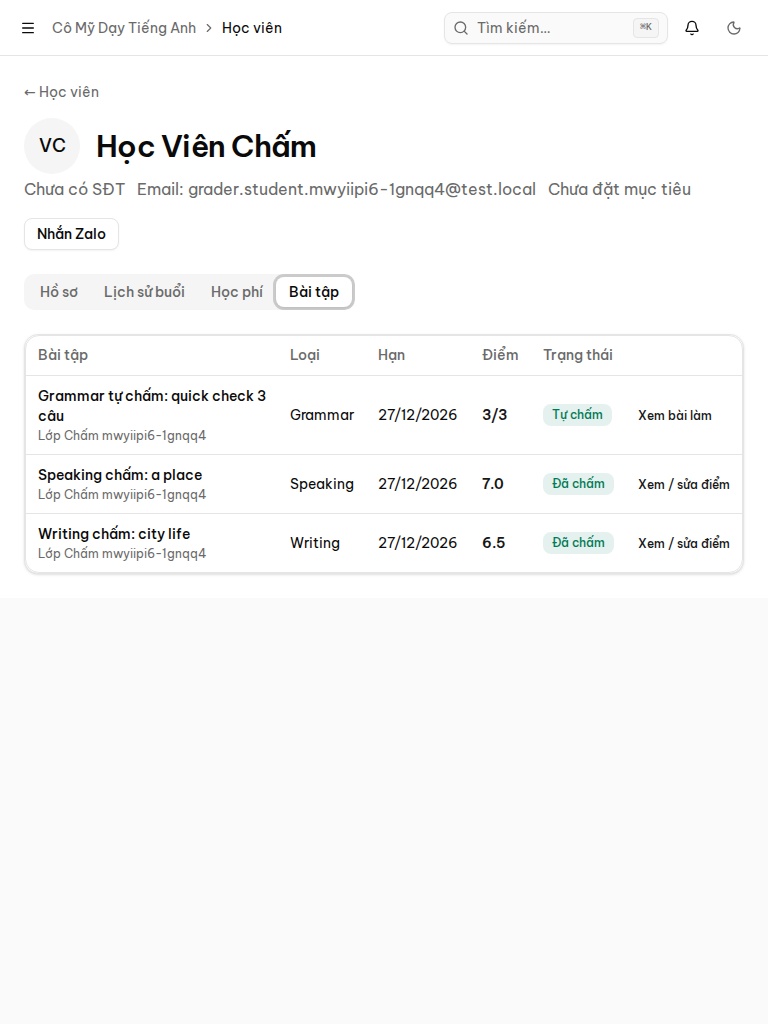 Cô Mỹ Dạy Tiếng Anh > Học viên
Tìm kiếm... ⌘K
← Học viên
VC Học Viên Chấm
Chưa có SĐT Email: grader.student.mwyiipi6-1gnqq4@test.local Chưa đặt mục tiêu
Nhắn Zalo
Hồ sơ Lịch sử buổi Học phí Bài tập
Bài tập Loại Hạn Điểm Trạng thái
Grammar tự chấm: quick check 3
câu
Lớp Chấm mwyiipi6-1gnqq4
Grammar 27/12/2026 3/3 Tự chấm Xem bài làm
Speaking chấm: a place
Lớp Chấm mwyiipi6-1gnqq4
Speaking 27/12/2026 7.0 Đã chấm Xem / sửa điểm
Writing chấm: city life
Lớp Chấm mwyiipi6-1gnqq4
Writing 27/12/2026 6.5 Đã chấm Xem / sửa điểm